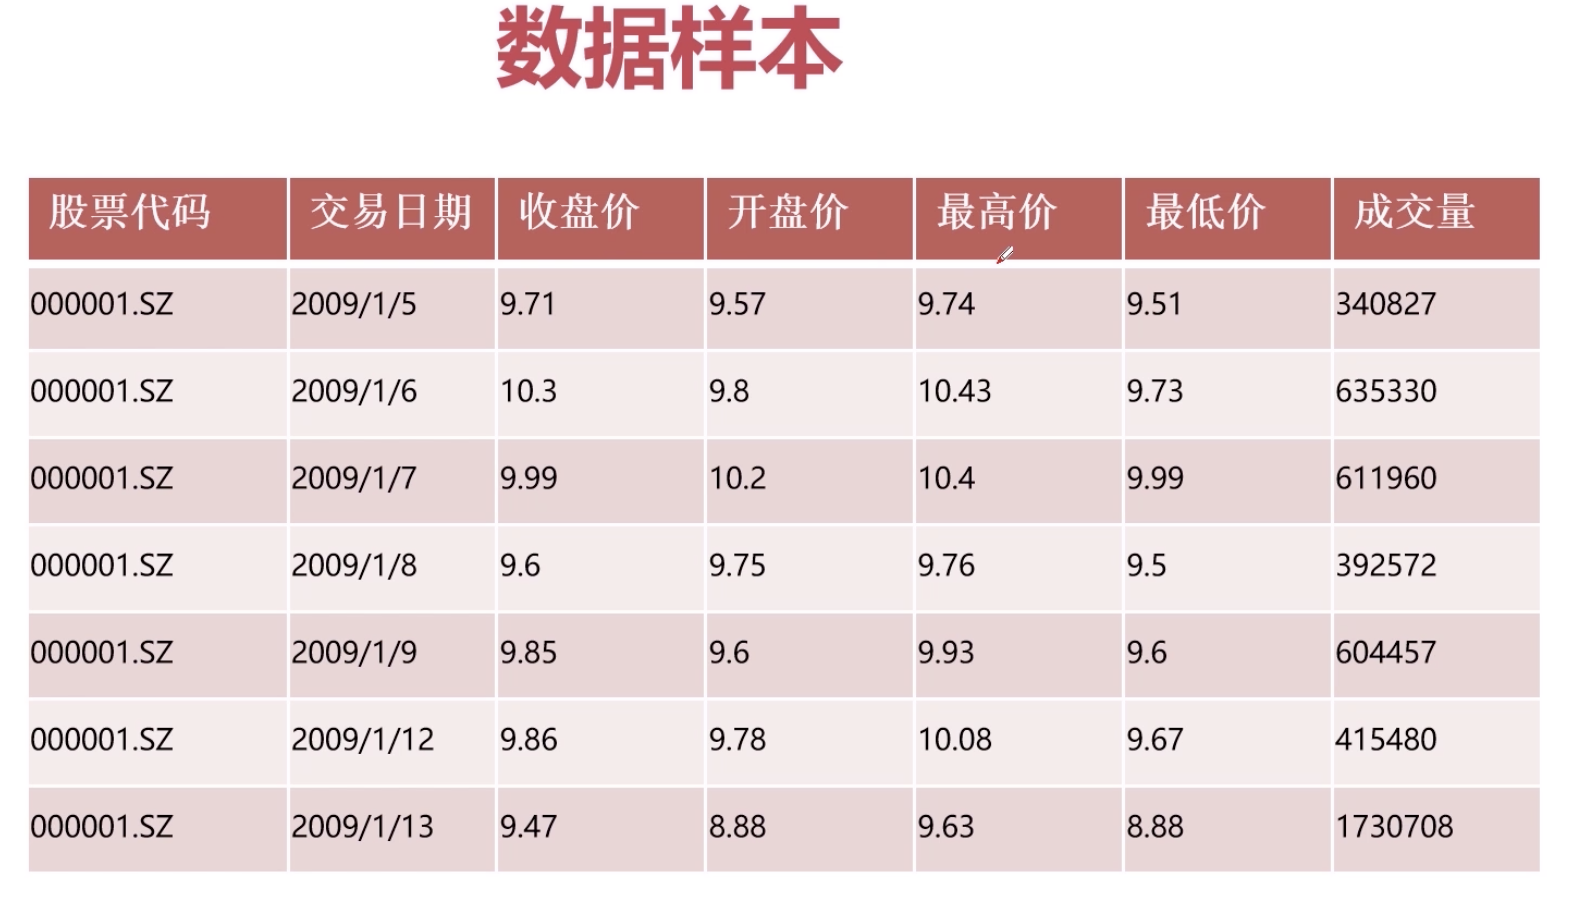 数据样本
股票代码 交易日期 收盘价 开盘价 最高价 最低价 成交量
000001.SZ 2009/1/5 9.71 9.57 9.74 9.51 340827
000001.SZ 2009/1/6 10.3 9.8 10.43 9.73 635330
000001.SZ 2009/1/7 9.99 10.2 10.4 9.99 611960
000001.SZ 2009/1/8 9.6 9.75 9.76 9.5 392572
000001.SZ 2009/1/9 9.85 9.6 9.93 9.6 604457
000001.SZ 2009/1/12 9.86 9.78 10.08 9.67 415480
000001.SZ 2009/1/13 9.47 8.88 9.63 8.88 1730708